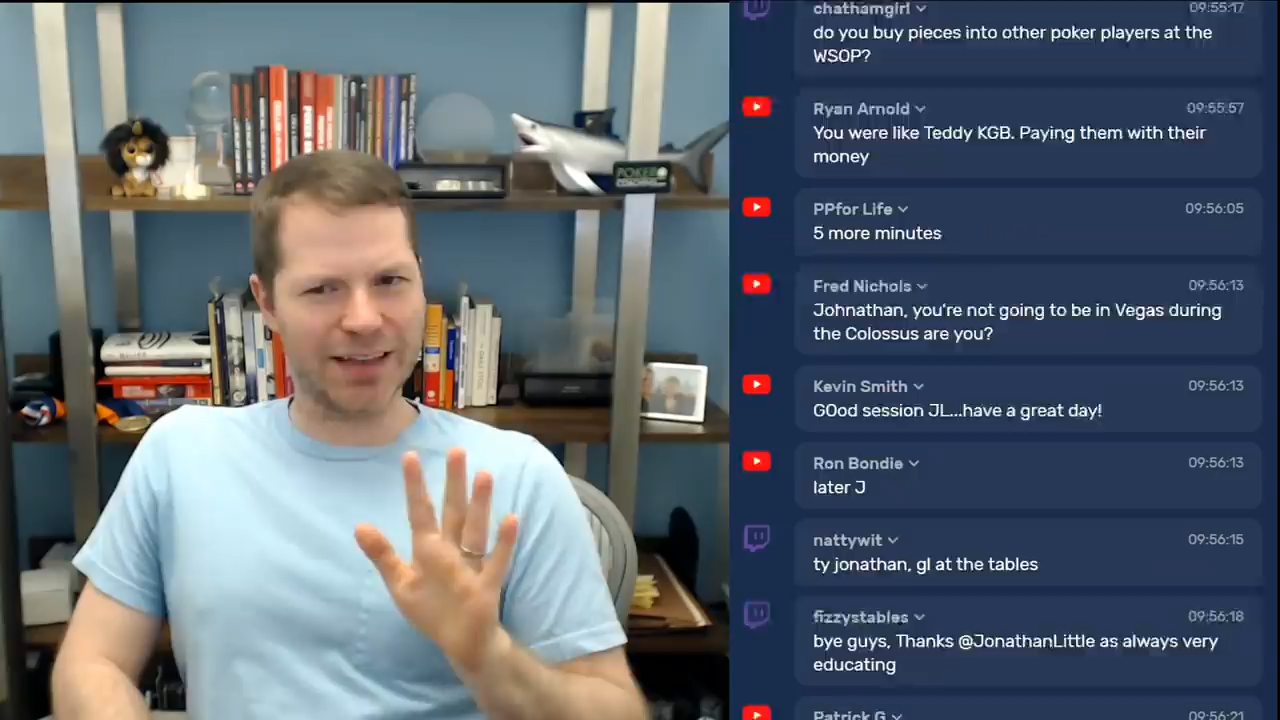 chathamgirl
09:55:17
do you buy pieces into other poker players at the
WSOP?
Ryan Arnold
09:55:57
You were like Teddy KGB. Paying them with their
money
PPfor Life
09:56:05
5 more minutes
Fred Nichols
09:56:13
Johnathan, you're not going to be in Vegas during
the Colossus are you?
Kevin Smith
09:56:13
GOod session JL...have a great day!
Ron Bondie
09:56:13
later J
nattywit
09:56:15
ty jonathan, gl at the tables
fizzystables
09:56:18
bye guys, Thanks @JonathanLittle as always very
educating
Patrick G
09:56:21
POKER